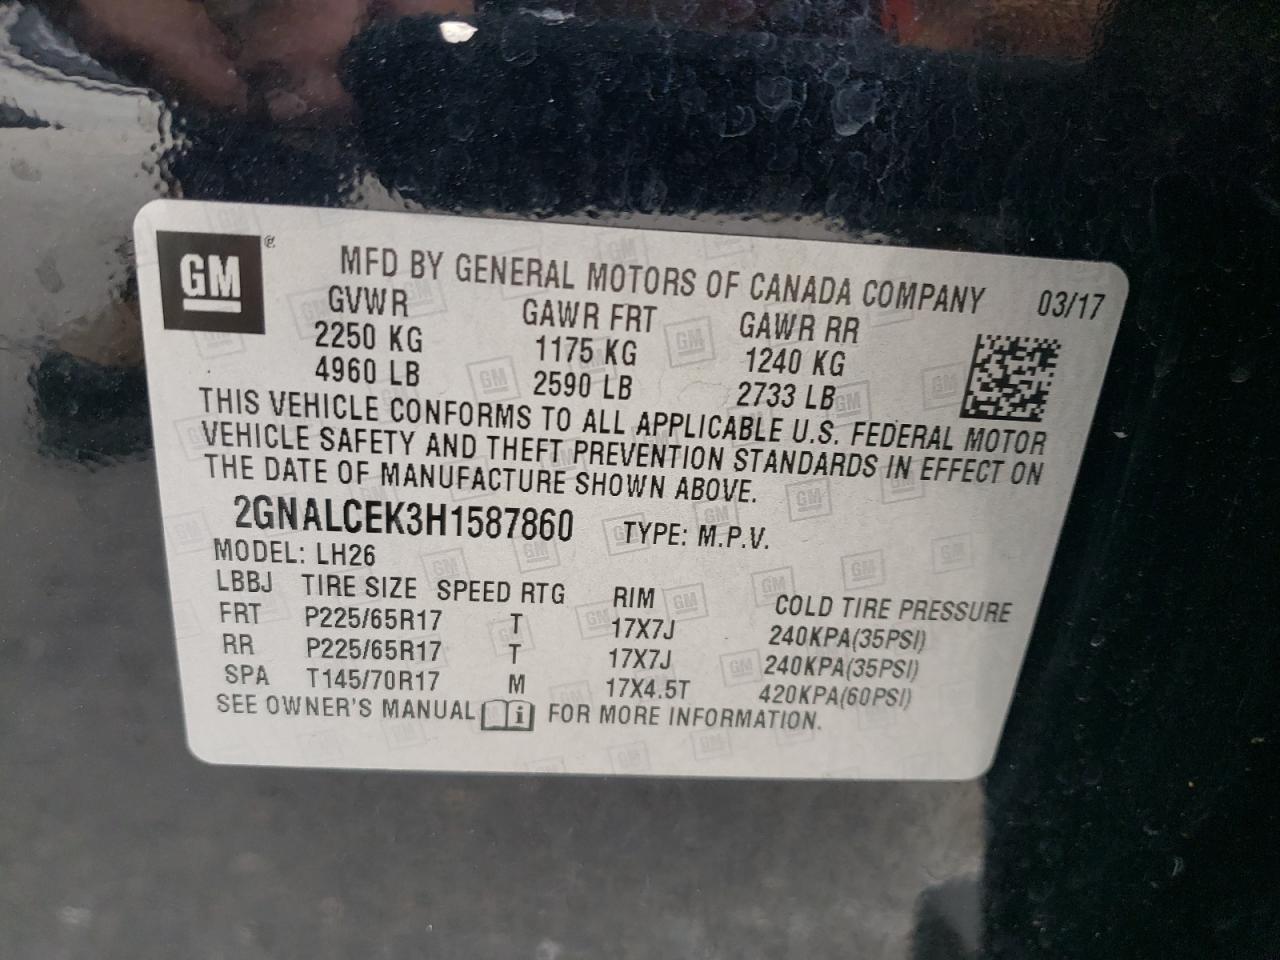 GM
MFD BY GENERAL MOTORS OF CANADA COMPANY 03/17
GVWR GAWR FRT GAWR RR
2250 KG 1175 KG 1240 KG
4960 LB 2590 LB 2733 LB
THIS VEHICLE CONFORMS TO ALL APPLICABLE U.S. FEDERAL MOTOR
VEHICLE SAFETY AND THEFT PREVENTION STANDARDS IN EFFECT ON
THE DATE OF MANUFACTURE SHOWN ABOVE.
2GNALCEK3H1587860 TYPE: M.P.V.
MODEL: LH26
LBBJ TIRE SIZE SPEED RTG RIM COLD TIRE PRESSURE
FRT P225/65R17 T 17X7J 240KPA(35PSI)
RR P225/65R17 T 17X7J 240KPA(35PSI)
SPA T145/70R17 M 17X4.5T 420KPA(60PSI)
SEE OWNER'S MANUAL i FOR MORE INFORMATION.